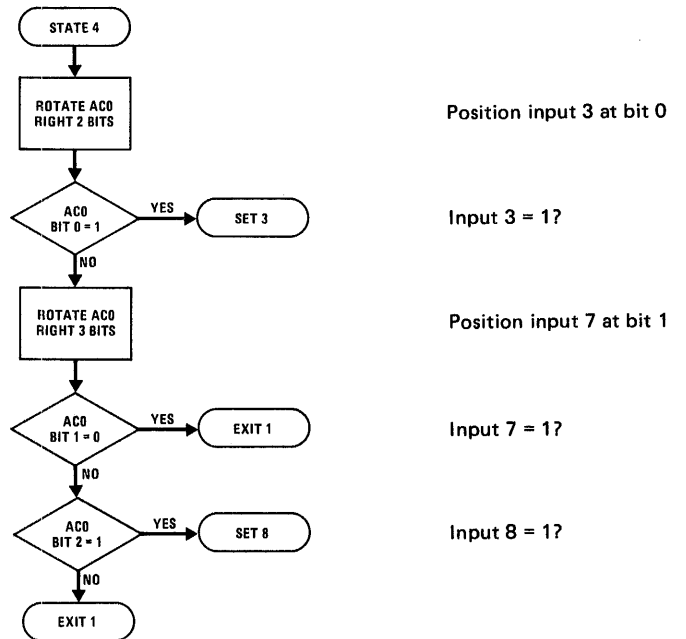 STATE 4
ROTATE AC0
RIGHT 2 BITS
Position input 3 at bit 0
AC0
BIT 0 = 1
YES
SET 3
Input 3 = 1?
NO
ROTATE AC0
RIGHT 3 BITS
Position input 7 at bit 1
AC0
BIT 1 = 0
YES
EXIT 1
Input 7 = 1?
NO
AC0
BIT 2 = 1
YES
SET 8
Input 8 = 1?
NO
EXIT 1